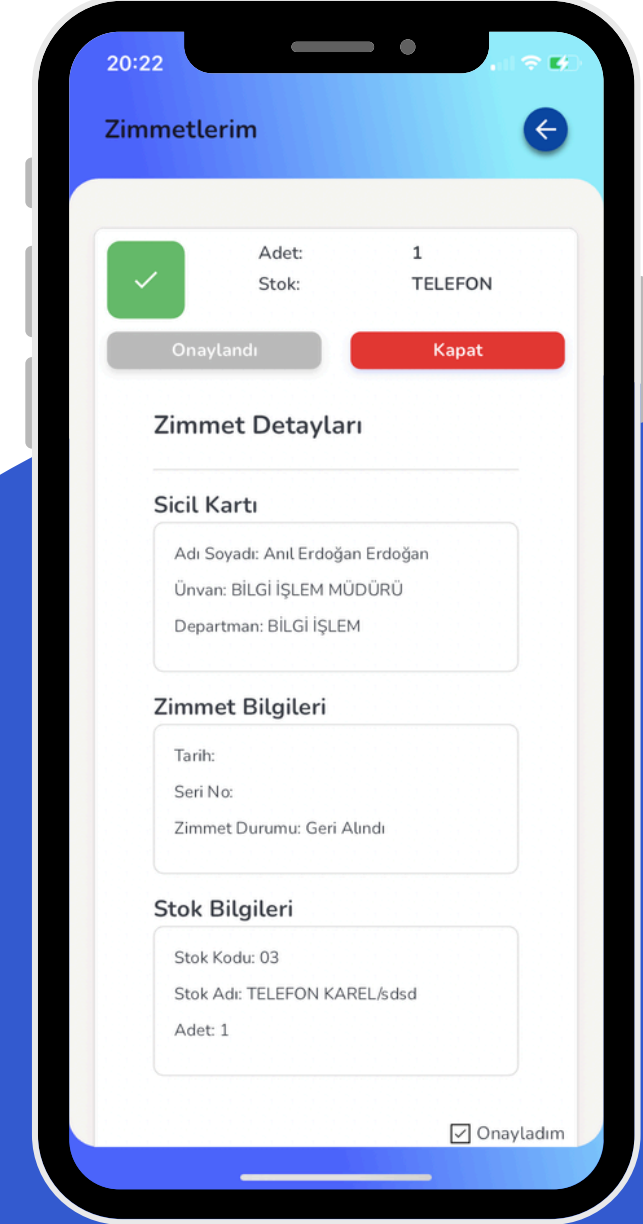 20:22
Zimmetlerim
Adet: 1
Stok: TELEFON
Onaylandı Kapat
Zimmet Detayları
Sicil Kartı
Adı Soyadı: Anıl Erdoğan Erdoğan
Ünvan: BİLGİ İŞLEM MÜDÜRÜ
Departman: BİLGİ İŞLEM
Zimmet Bilgileri
Tarih:
Seri No:
Zimmet Durumu: Geri Alındı
Stok Bilgileri
Stok Kodu: 03
Stok Adı: TELEFON KAREL/sdsd
Adet: 1
Onayladım